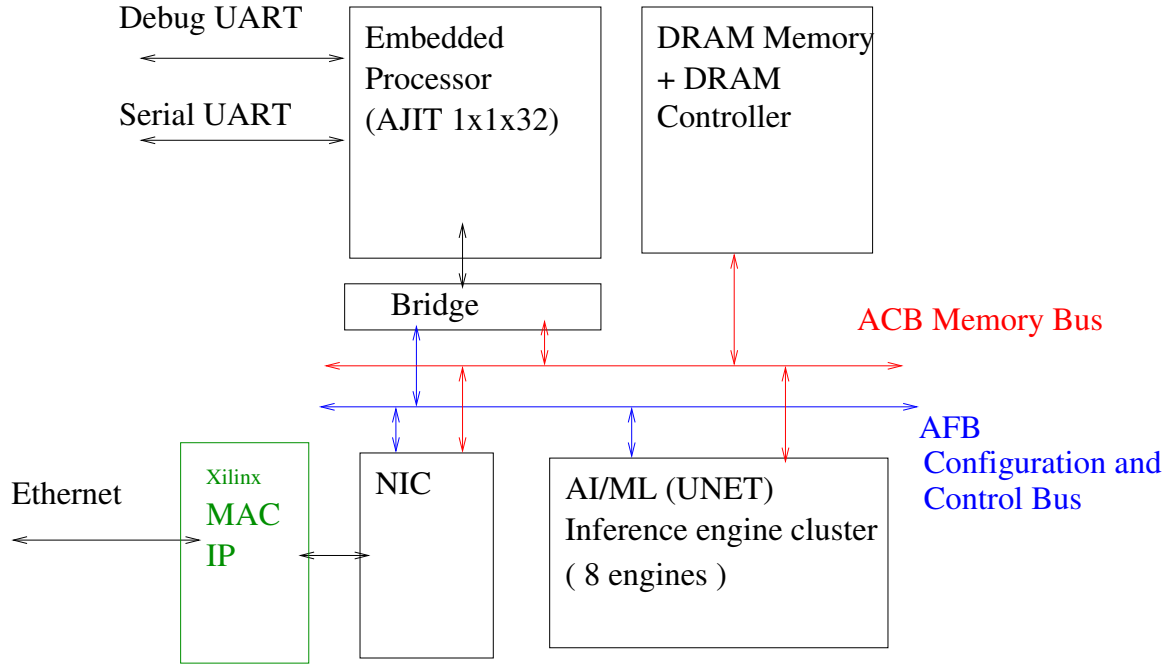 Debug UART
Serial UART
Embedded
Processor
(AJIT 1x1x32)
DRAM Memory
+ DRAM
Controller
Bridge
ACB Memory Bus
AFB
Configuration and
Control Bus
Ethernet
Xilinx
MAC
IP
NIC
AI/ML (UNET)
Inference engine cluster
( 8 engines )